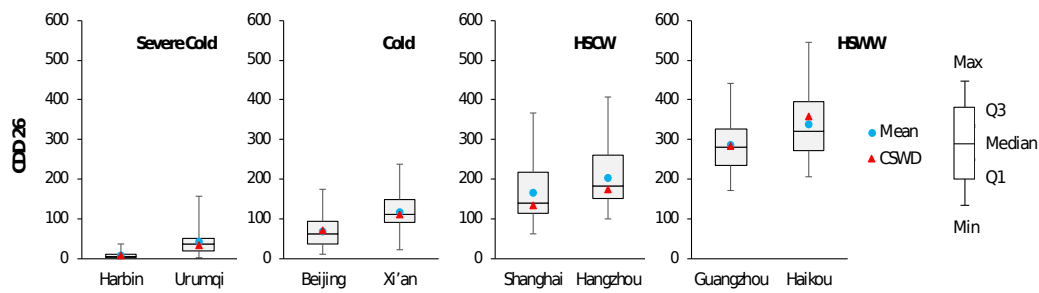 CDD26
600
500
400
300
200
100
0
Severe Cold
Harbin Urumqi
600
500
400
300
200
100
0
Cold
Beijing Xi'an
600
500
400
300
200
100
0
HSCW
Shanghai Hangzhou
600
500
400
300
200
100
0
HSWW
Guangzhou Haikou
Mean
CSWD
Max
Q3
Median
Q1
Min